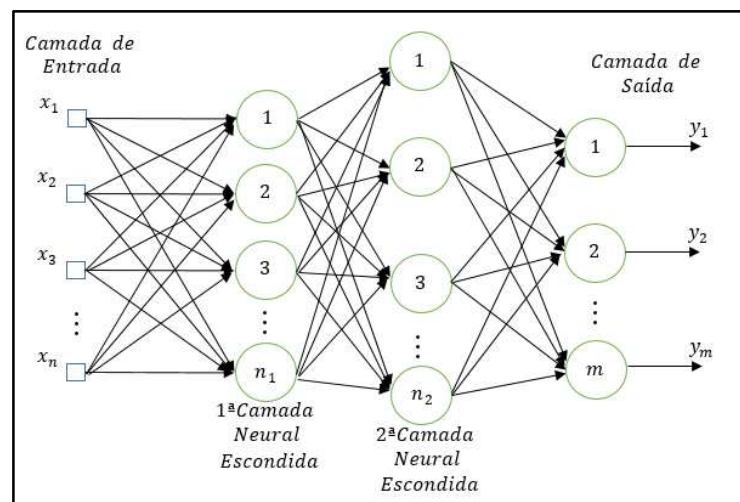 Camada de
Entrada
x₁
x₂
x₃
⋮
xₙ
1
2
3
⋮
n₁
1ªCamada
Neural
Escondida
1
2
3
⋮
n₂
2ªCamada
Neural
Escondida
Camada de
Saída
1
2
⋮
m
y₁
y₂
⋮
yₘ